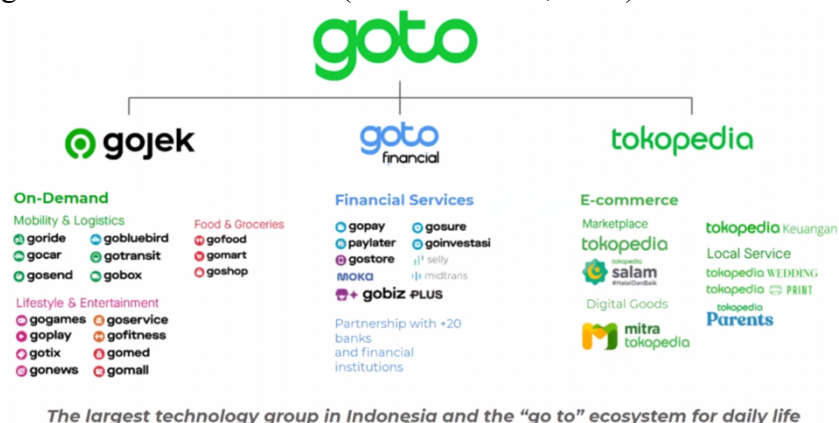 goto
gojek
goto
financial
tokopedia
On-Demand
Mobility & Logistics
goride
gobluebird
gocar
gotransit
gosend
gobox
Food & Groceries
gofood
gomart
goshop
Lifestyle & Entertainment
gogames
goservice
goplay
gofitness
gotix
gomed
gonews
gomall
Financial Services
gopay
gosure
paylater
goinvestasi
gostore
selly
MOKA
midtrans
gobiz PLUS
Partnership with +20
banks
and financial
institutions
E-commerce
Marketplace
tokopedia
tokopedia
salam
#HalalDanBaik
Digital Goods
mitra
tokopedia
tokopedia Keuangan
Local Service
tokopedia WEDDING
tokopedia PRINT
tokopedia
Parents
The largest technology group in Indonesia and the "go to" ecosystem for daily life